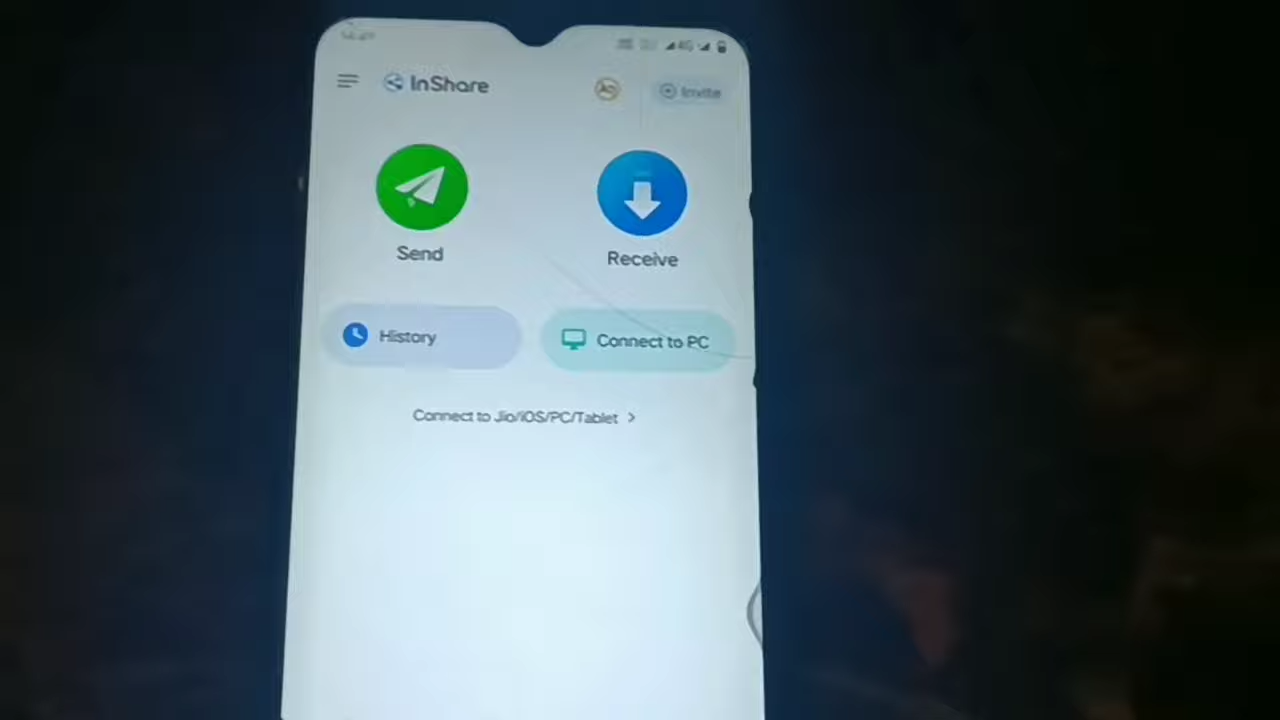 InShare
Invite
Send
Receive
History
Connect to PC
Connect to Jio/iOS/PC/Tablet >